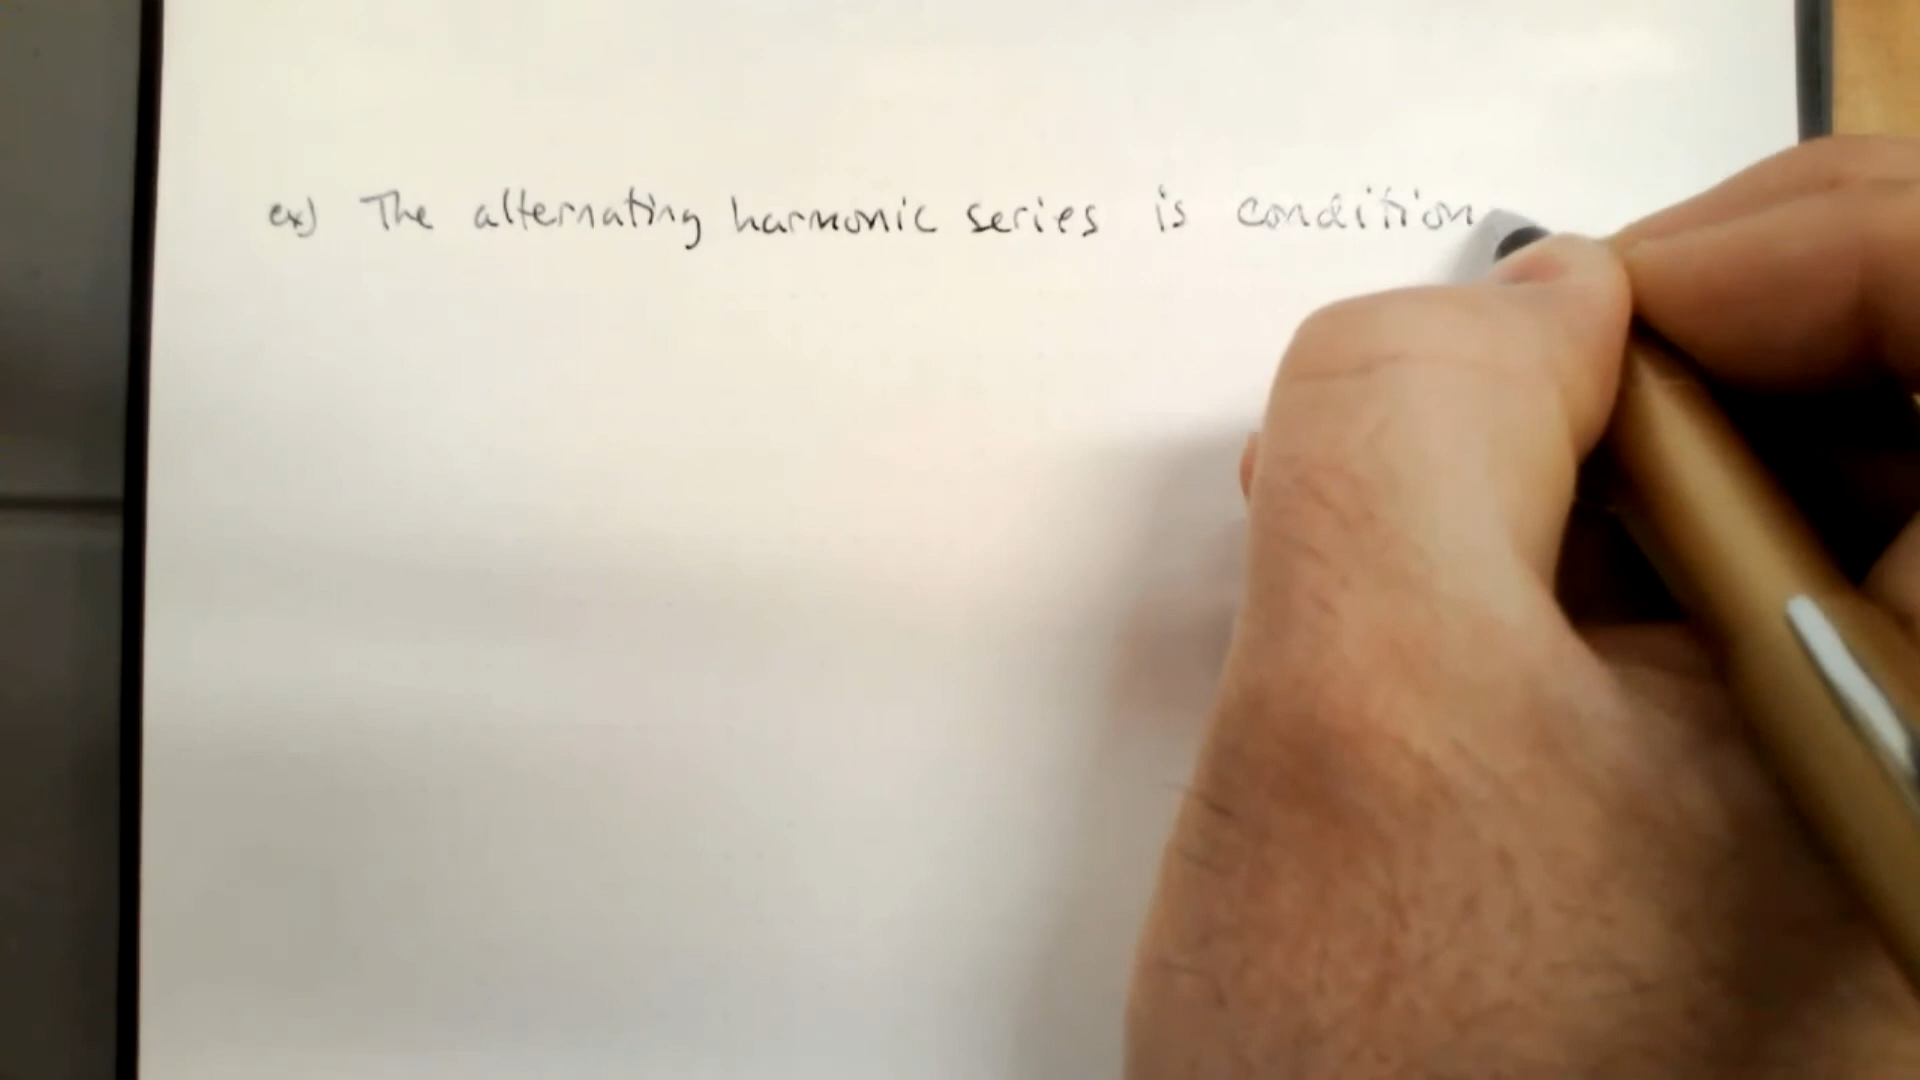 ex) The alternating harmonic series is condition